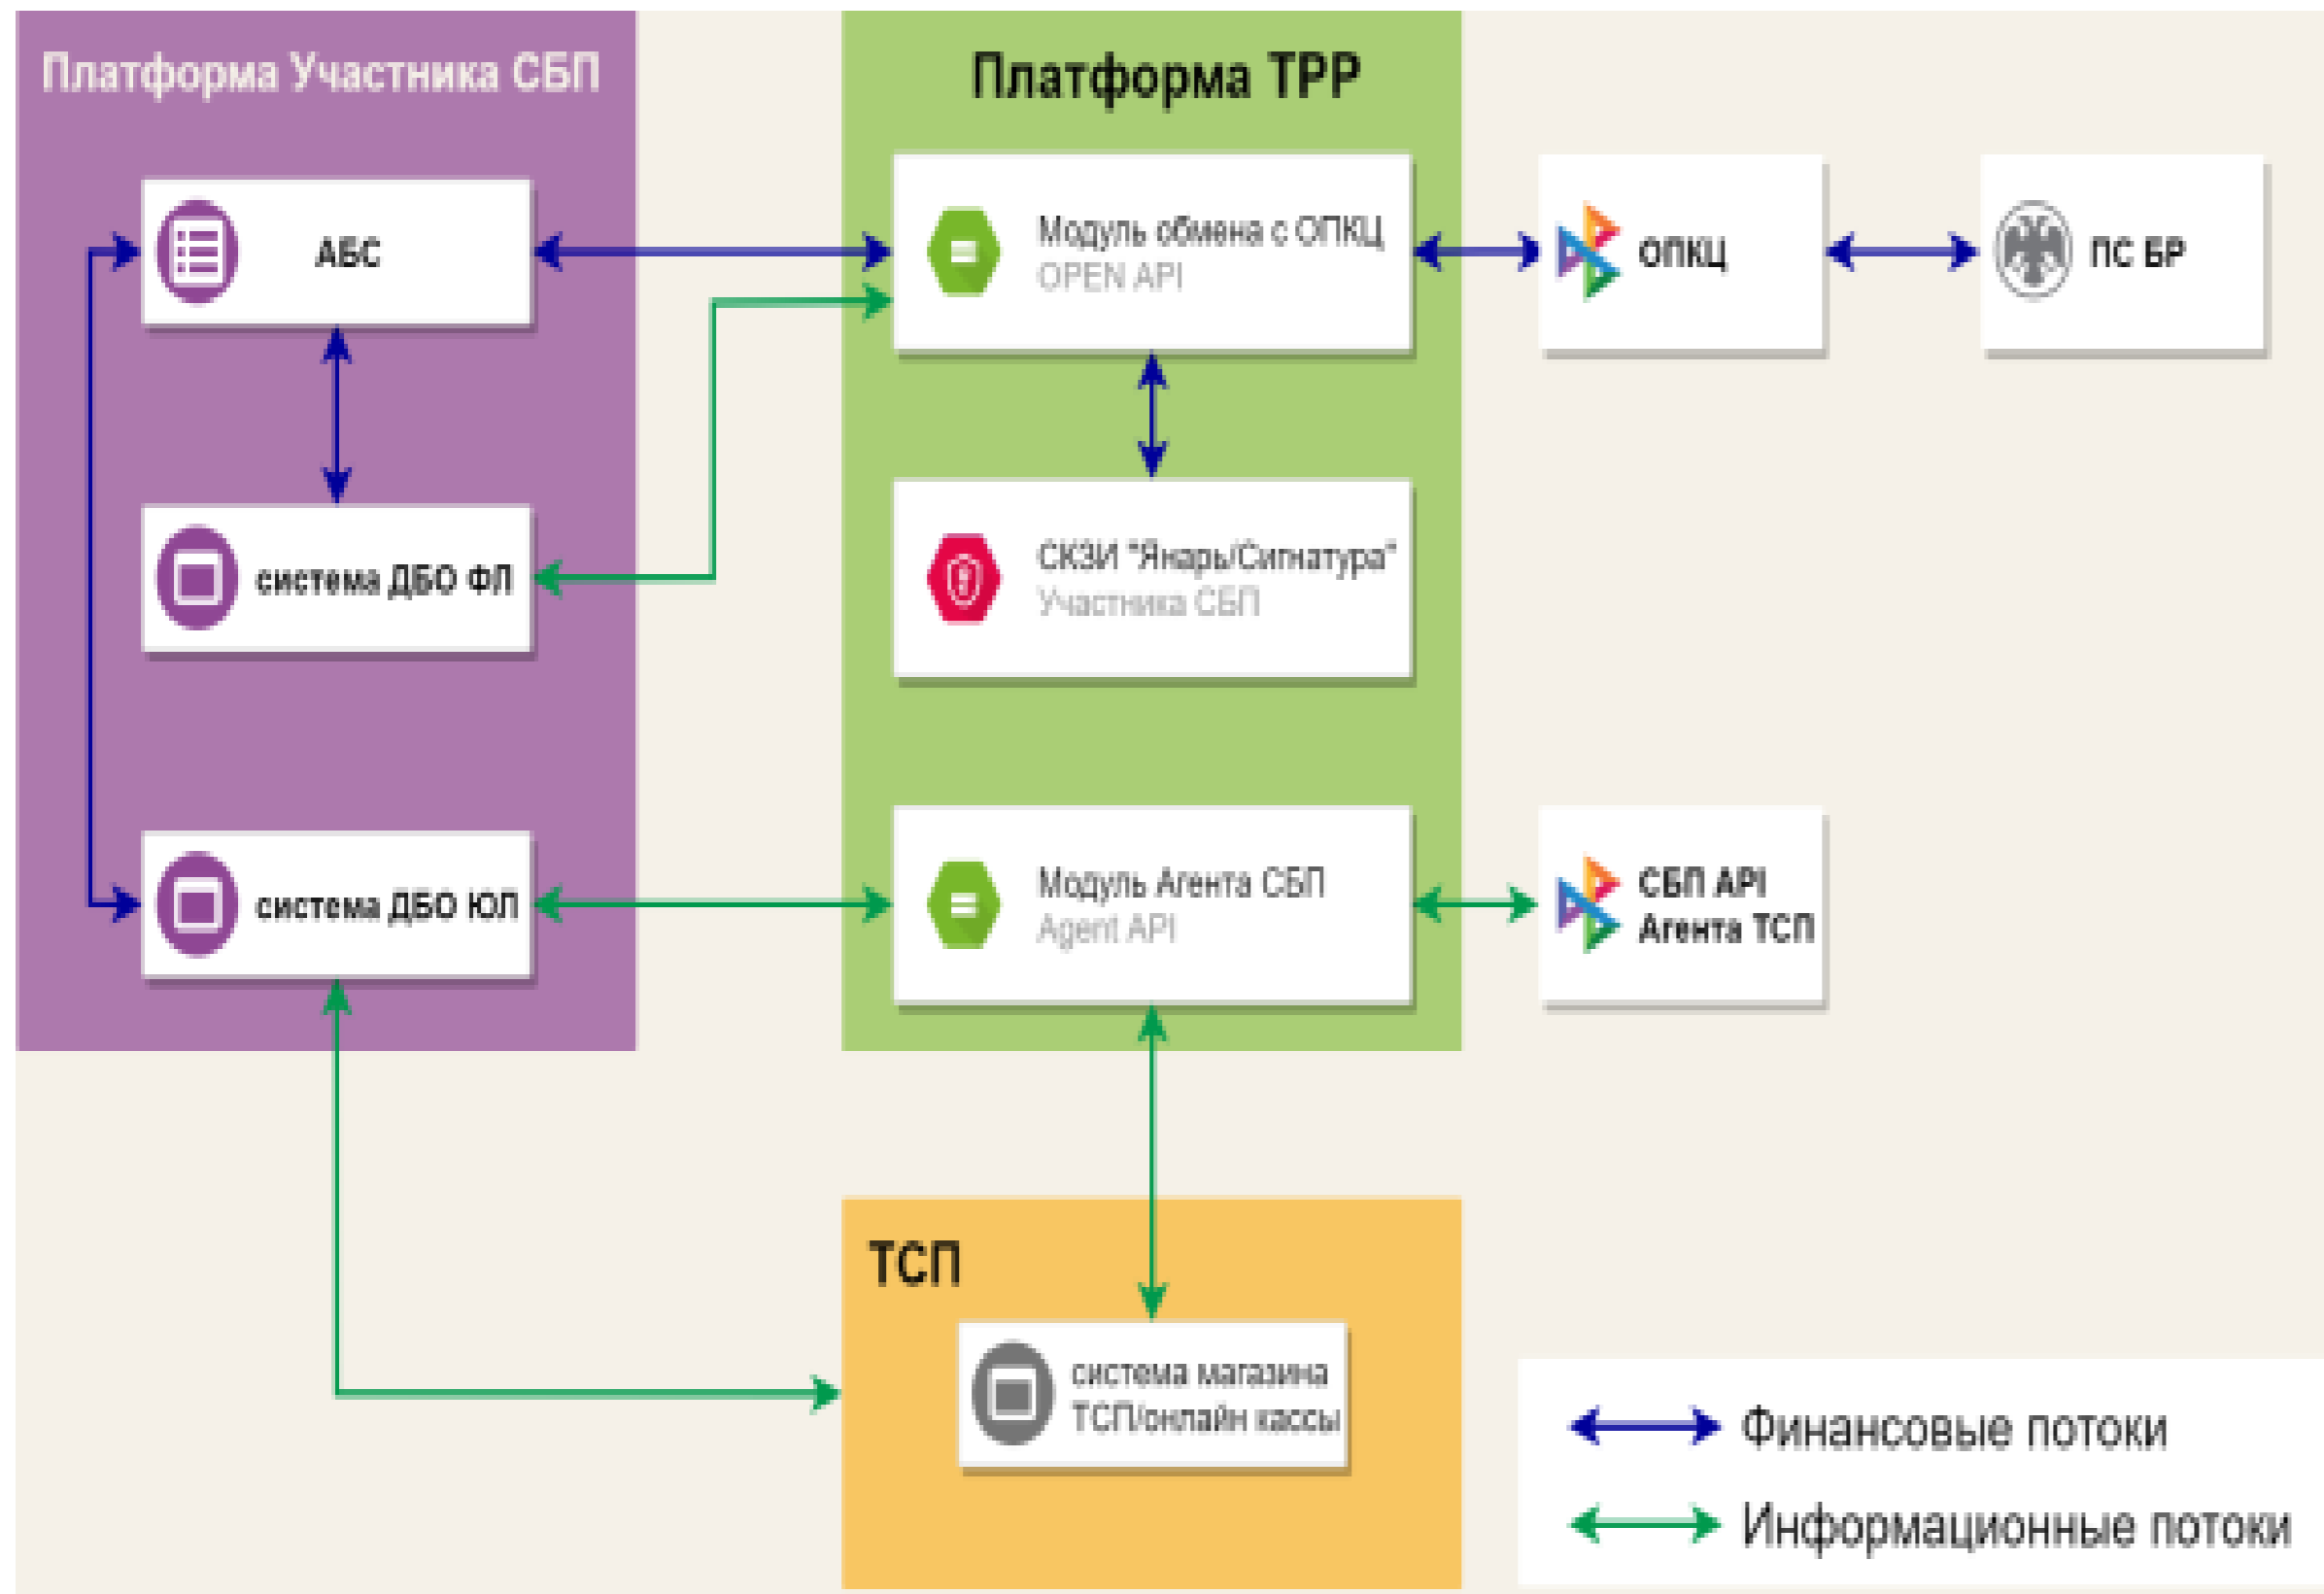 Платформа Участника СБП
Платформа TPP
АБС
Модуль обмена с ОПКЦ
OPEN API
ОПКЦ
ПС БР
система ДБО ФЛ
СКЗИ "Янарь/Сигнатура"
Участника СБП
система ДБО ЮЛ
Модуль Агента СБП
Agent API
СБП API
Агента ТСП
ТСП
система магазина
ТСП/онлайн кассы
Финансовые потоки
Информационные потоки